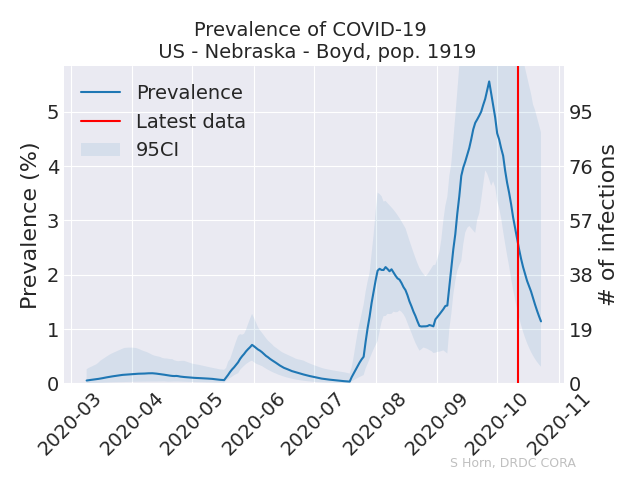 Prevalence of COVID-19
US - Nebraska - Boyd, pop. 1919
Prevalence
Latest data
95CI
Prevalence (%)
5
4
3
2
1
0
# of infections
95
76
57
38
19
0
2020-03
2020-04
2020-05
2020-06
2020-07
2020-08
2020-09
2020-10
2020-11
S Horn, DRDC CORA